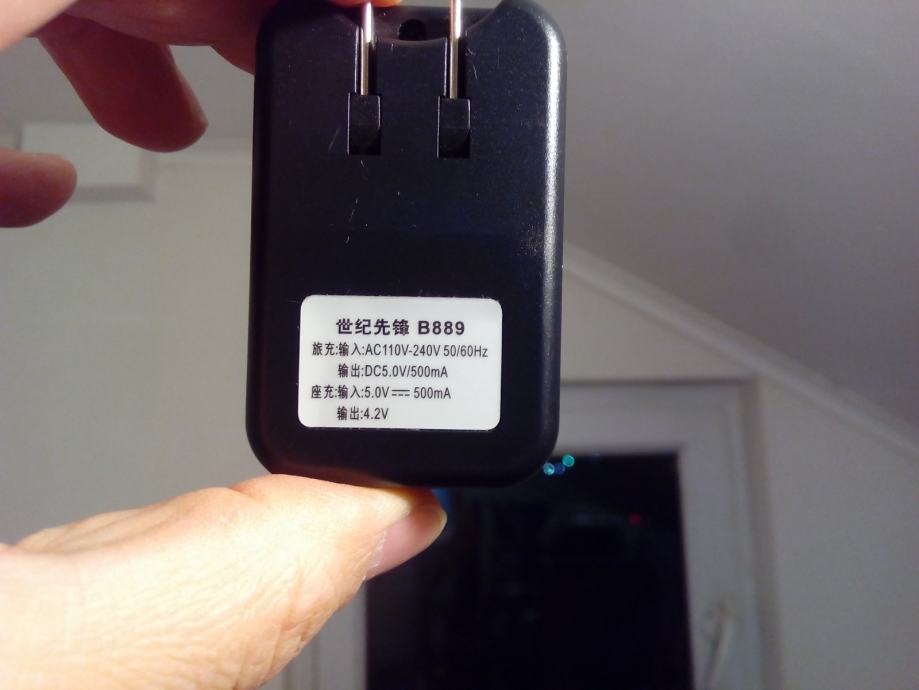 世纪先锋 B889
旅充:输入:AC110V-240V 50/60Hz
输出:DC5.0V/500mA
座充:输入:5.0V⎓500mA
输出:4.2V